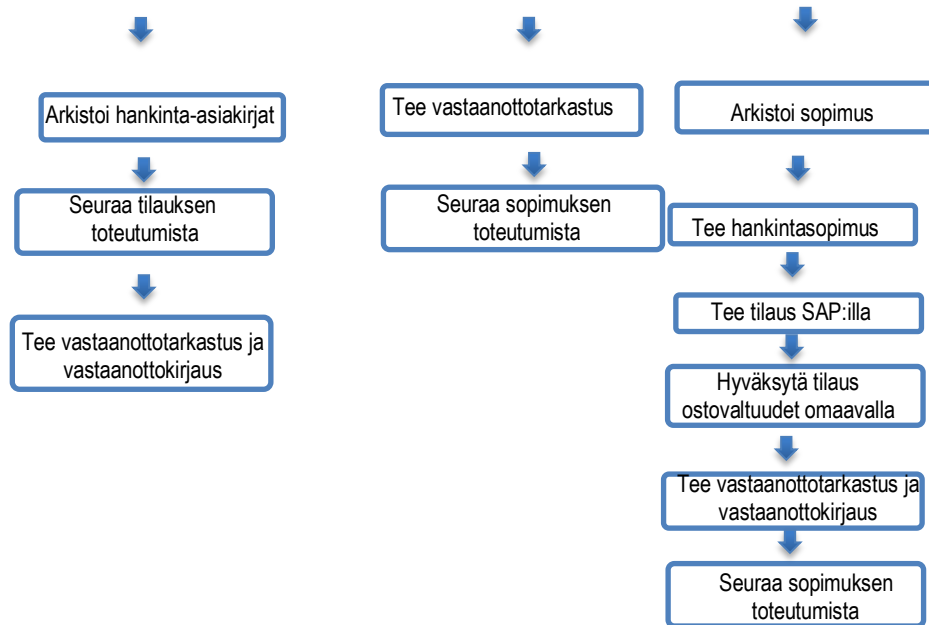 Arkistoi hankinta-asiakirjat
Seuraa tilauksen
toteutumista
Tee vastaanottotarkastus ja
vastaanottokirjaus
Tee vastaanottotarkastus
Seuraa sopimuksen
toteutumista
Arkistoi sopimus
Tee hankintasopimus
Tee tilaus SAP:illa
Hyväksytä tilaus
ostovaltuudet omaavalla
Tee vastaanottotarkastus ja
vastaanottokirjaus
Seuraa sopimuksen
toteutumista